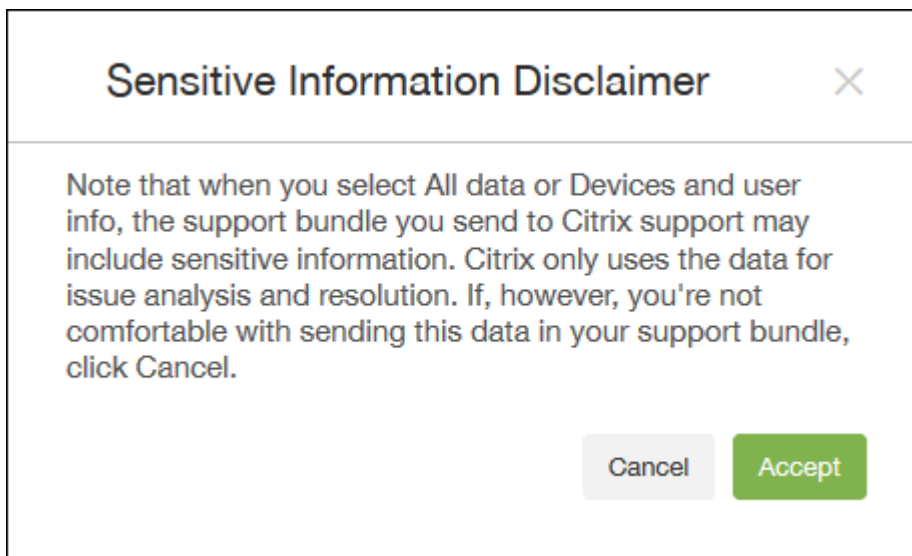 Sensitive Information Disclaimer
Note that when you select All data or Devices and user
info, the support bundle you send to Citrix support may
include sensitive information. Citrix only uses the data for
issue analysis and resolution. If, however, you're not
comfortable with sending this data in your support bundle,
click Cancel.
Cancel Accept